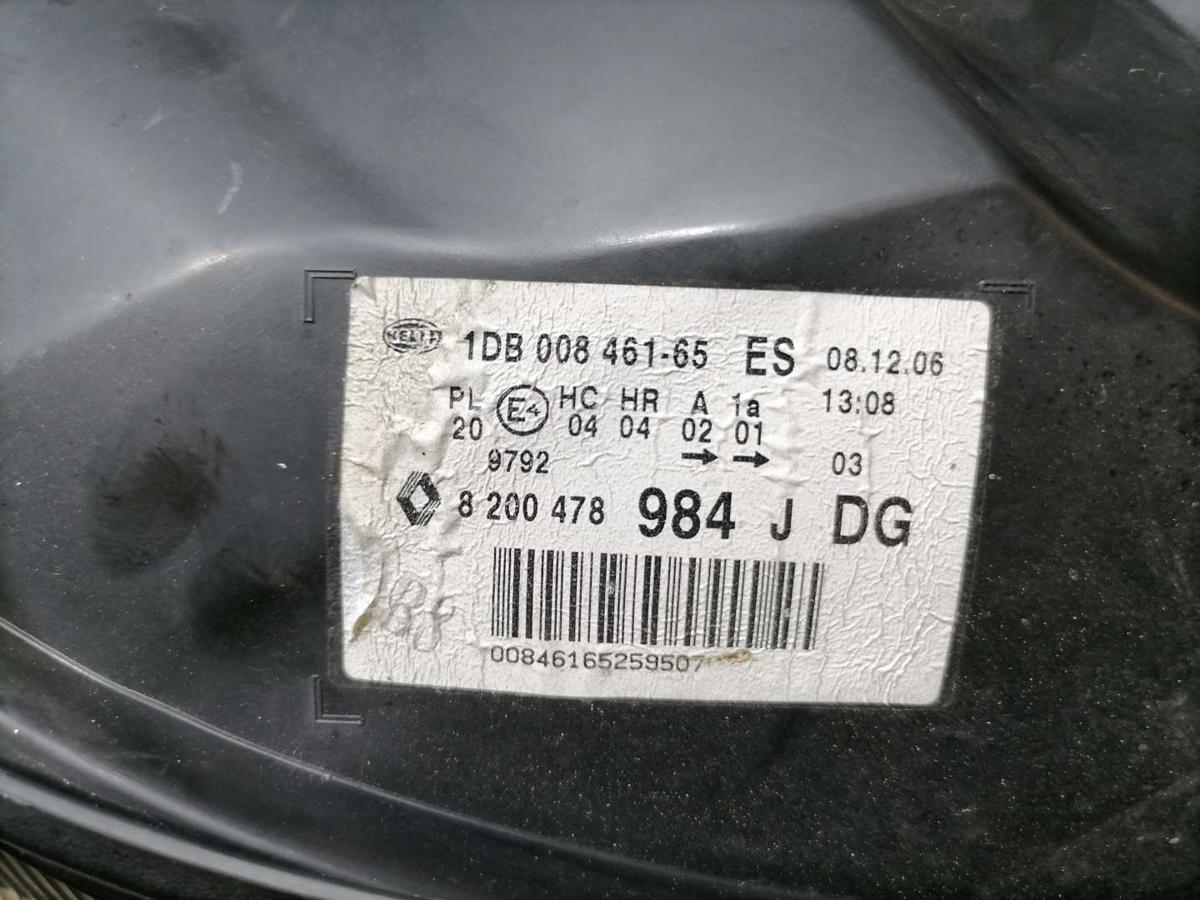 HELLA 1DB 008 461-65 ES 08.12.06
PL E4 HC HR A 1a 13:08
20 04 04 02 01
9792 → → 03
8 200 478 984 J DG
B8
00846165259507